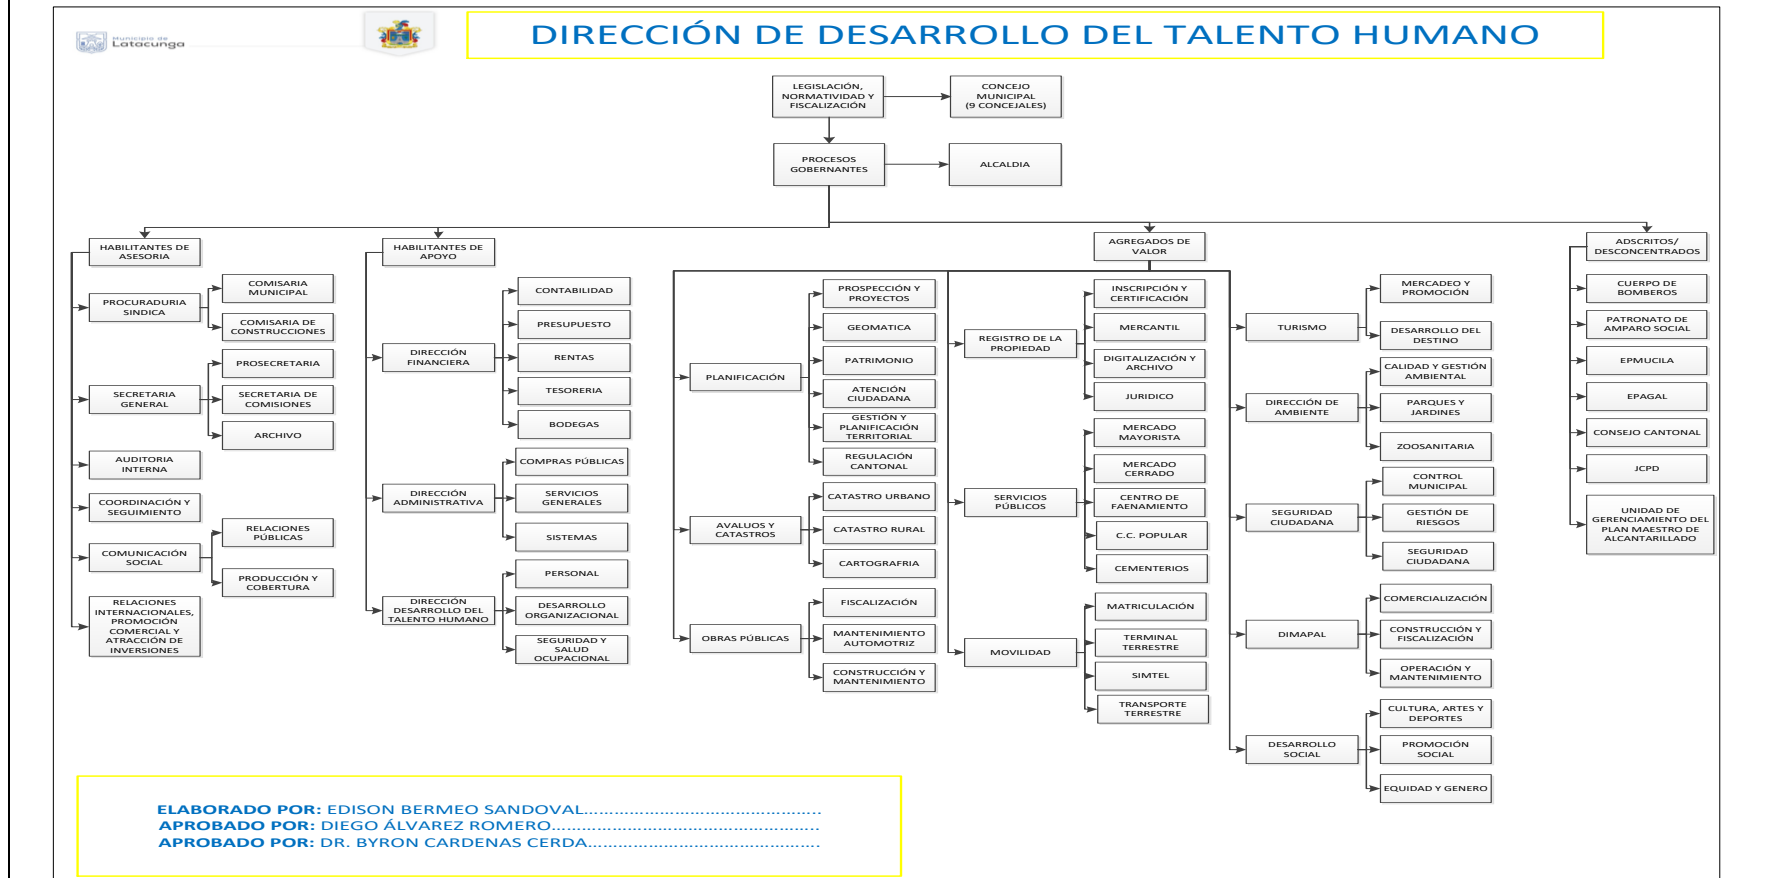 Municipio de
Latacunga
DIRECCIÓN DE DESARROLLO DEL TALENTO HUMANO
LEGISLACIÓN,
NORMATIVIDAD Y
FISCALIZACIÓN
CONCEJO
MUNICIPAL
(9 CONCEJALES)
PROCESOS
GOBERNANTES
ALCALDIA
HABILITANTES DE
ASESORIA
PROCURADURIA
SINDICA
COMISARIA
MUNICIPAL
COMISARIA DE
CONSTRUCCIONES
SECRETARIA
GENERAL
PROSECRETARIA
SECRETARIA DE
COMISIONES
ARCHIVO
AUDITORIA
INTERNA
COORDINACIÓN Y
SEGUIMIENTO
COMUNICACIÓN
SOCIAL
RELACIONES
PÚBLICAS
PRODUCCIÓN Y
COBERTURA
RELACIONES
INTERNACIONALES,
PROMOCIÓN
COMERCIAL Y
ATRACCIÓN DE
INVERSIONES
HABILITANTES DE
APOYO
DIRECCIÓN
FINANCIERA
CONTABILIDAD
PRESUPUESTO
RENTAS
TESORERIA
BODEGAS
DIRECCIÓN
ADMINISTRATIVA
COMPRAS PÚBLICAS
SERVICIOS
GENERALES
SISTEMAS
DIRECCIÓN
DESARROLLO DEL
TALENTO HUMANO
PERSONAL
DESARROLLO
ORGANIZACIONAL
SEGURIDAD Y
SALUD
OCUPACIONAL
AGREGADOS DE
VALOR
PLANIFICACIÓN
PROSPECCIÓN Y
PROYECTOS
GEOMATICA
PATRIMONIO
ATENCIÓN
CIUDADANA
GESTIÓN Y
PLANIFICACIÓN
TERRITORIAL
REGULACIÓN
CANTONAL
AVALUOS Y
CATASTROS
CATASTRO URBANO
CATASTRO RURAL
CARTOGRAFRIA
OBRAS PÚBLICAS
FISCALIZACIÓN
MANTENIMIENTO
AUTOMOTRIZ
CONSTRUCCIÓN Y
MANTENIMIENTO
REGISTRO DE LA
PROPIEDAD
INSCRIPCIÓN Y
CERTIFICACIÓN
MERCANTIL
DIGITALIZACIÓN Y
ARCHIVO
JURIDICO
SERVICIOS
PÚBLICOS
MERCADO
MAYORISTA
MERCADO
CERRADO
CENTRO DE
FAENAMIENTO
C.C. POPULAR
CEMENTERIOS
MOVILIDAD
MATRICULACIÓN
TERMINAL
TERRESTRE
SIMTEL
TRANSPORTE
TERRESTRE
TURISMO
MERCADEO Y
PROMOCIÓN
DESARROLLO DEL
DESTINO
DIRECCIÓN DE
AMBIENTE
CALIDAD Y GESTIÓN
AMBIENTAL
PARQUES Y
JARDINES
ZOOSANITARIA
SEGURIDAD
CIUDADANA
CONTROL
MUNICIPAL
GESTIÓN DE
RIESGOS
SEGURIDAD
CIUDADANA
DIMAPAL
COMERCIALIZACIÓN
CONSTRUCCIÓN Y
FISCALIZACIÓN
OPERACIÓN Y
MANTENIMIENTO
DESARROLLO
SOCIAL
CULTURA, ARTES Y
DEPORTES
PROMOCIÓN
SOCIAL
EQUIDAD Y GENERO
ADSCRITOS/
DESCONCENTRADOS
CUERPO DE
BOMBEROS
PATRONATO DE
AMPARO SOCIAL
EPMUCILA
EPAGAL
CONSEJO CANTONAL
JCPD
UNIDAD DE
GERENCIAMIENTO DEL
PLAN MAESTRO DE
ALCANTARILLADO
ELABORADO POR: EDISON BERMEO SANDOVAL............................................
APROBADO POR: DIEGO ÁLVAREZ ROMERO..................................................
APROBADO POR: DR. BYRON CARDENAS CERDA...........................................